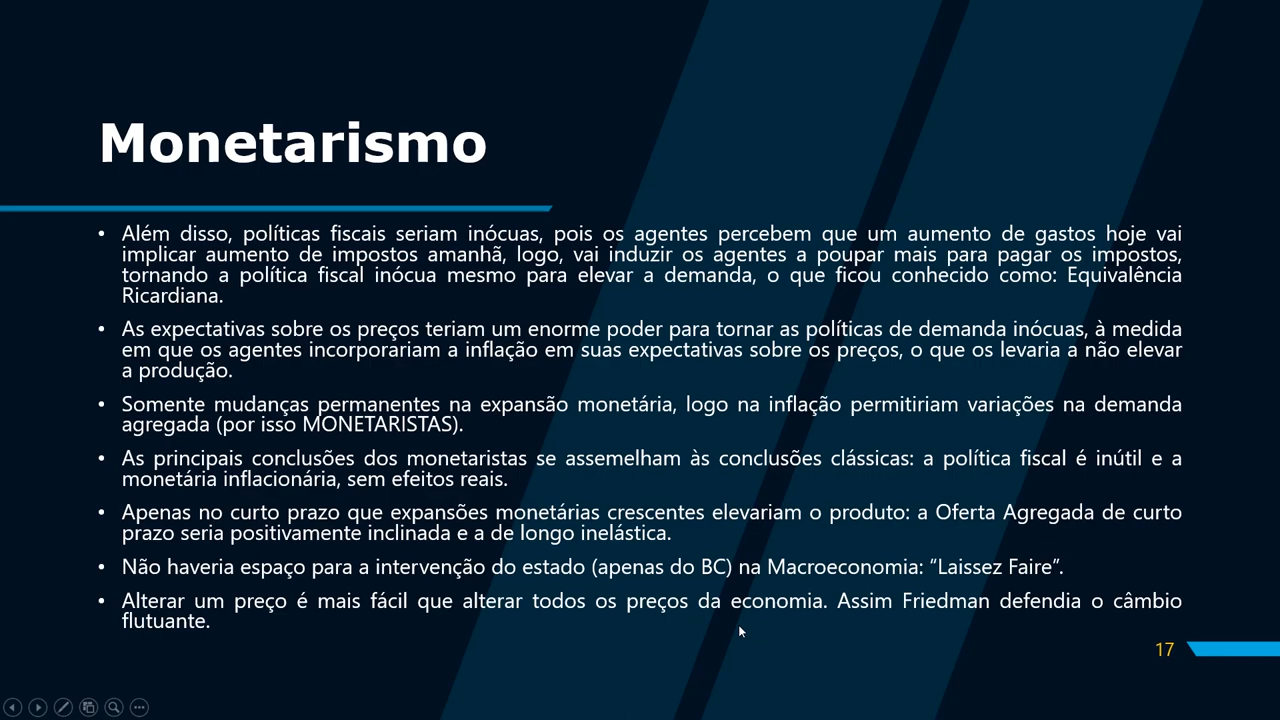 Monetarismo
• Além disso, políticas fiscais seriam inócuas, pois os agentes percebem que um aumento de gastos hoje vai
implicar aumento de impostos amanhã, logo, vai induzir os agentes a poupar mais para pagar os impostos,
tornando a política fiscal inócua mesmo para elevar a demanda, o que ficou conhecido como: Equivalência
Ricardiana.
• As expectativas sobre os preços teriam um enorme poder para tornar as políticas de demanda inócuas, à medida
em que os agentes incorporariam a inflação em suas expectativas sobre os preços, o que os levaria a não elevar
a produção.
• Somente mudanças permanentes na expansão monetária, logo na inflação permitiriam variações na demanda
agregada (por isso MONETARISTAS).
• As principais conclusões dos monetaristas se assemelham às conclusões clássicas: a política fiscal é inútil e a
monetária inflacionária, sem efeitos reais.
• Apenas no curto prazo que expansões monetárias crescentes elevariam o produto: a Oferta Agregada de curto
prazo seria positivamente inclinada e a de longo inelástica.
• Não haveria espaço para a intervenção do estado (apenas do BC) na Macroeconomia: “Laissez Faire”.
• Alterar um preço é mais fácil que alterar todos os preços da economia. Assim Friedman defendia o câmbio
flutuante.
17